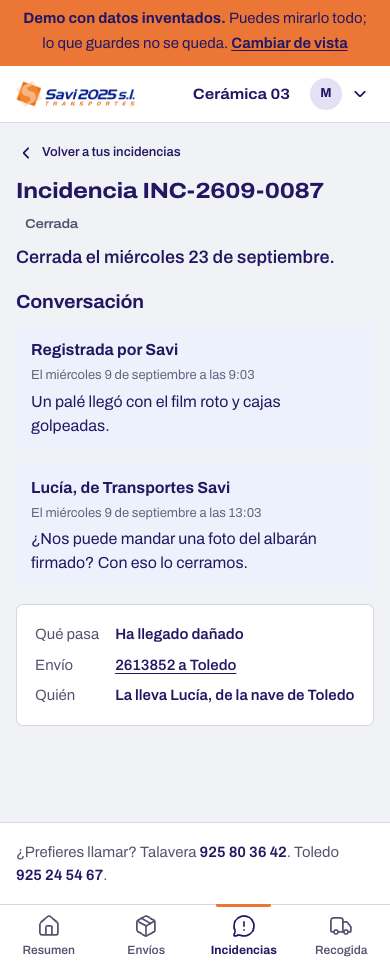 Demo con datos inventados. Puedes mirarlo todo;
lo que guardes no se queda. Cambiar de vista
Savi 2025 s.l.
TRANSPORTES
Cerámica 03
M
Volver a tus incidencias
Incidencia INC-2609-0087
Cerrada
Cerrada el miércoles 23 de septiembre.
Conversación
Registrada por Savi
El miércoles 9 de septiembre a las 9:03
Un palé llegó con el film roto y cajas
golpeadas.
Lucía, de Transportes Savi
El miércoles 9 de septiembre a las 13:03
¿Nos puede mandar una foto del albarán
firmado? Con eso lo cerramos.
Qué pasa Ha llegado dañado
Envío 2613852 a Toledo
Quién La lleva Lucía, de la nave de Toledo
¿Prefieres llamar? Talavera 925 80 36 42. Toledo
925 24 54 67.
Resumen Envíos Incidencias Recogida